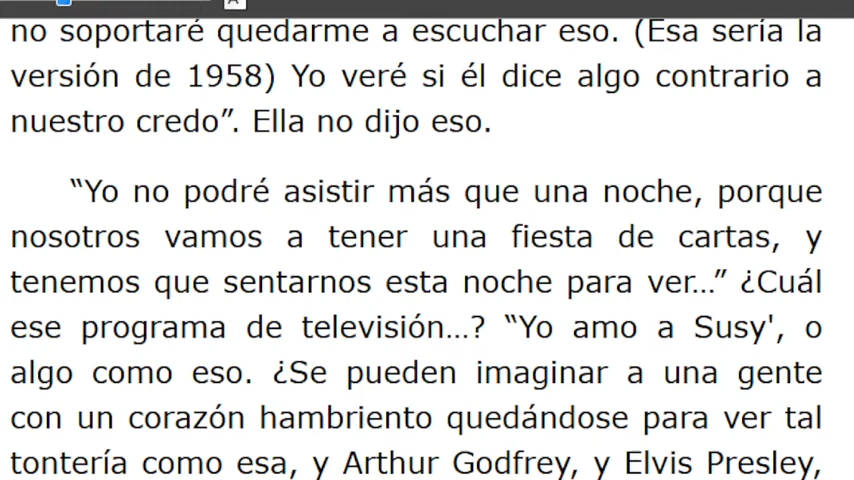 no soportaré quedarme a escuchar eso. (Esa sería la
versión de 1958) Yo veré si él dice algo contrario a
nuestro credo”. Ella no dijo eso.
“Yo no podré asistir más que una noche, porque
nosotros vamos a tener una fiesta de cartas, y
tenemos que sentarnos esta noche para ver...” ¿Cuál
ese programa de televisión...? “Yo amo a Susy', o
algo como eso. ¿Se pueden imaginar a una gente
con un corazón hambriento quedándose para ver tal
tontería como esa, y Arthur Godfrey, y Elvis Presley,